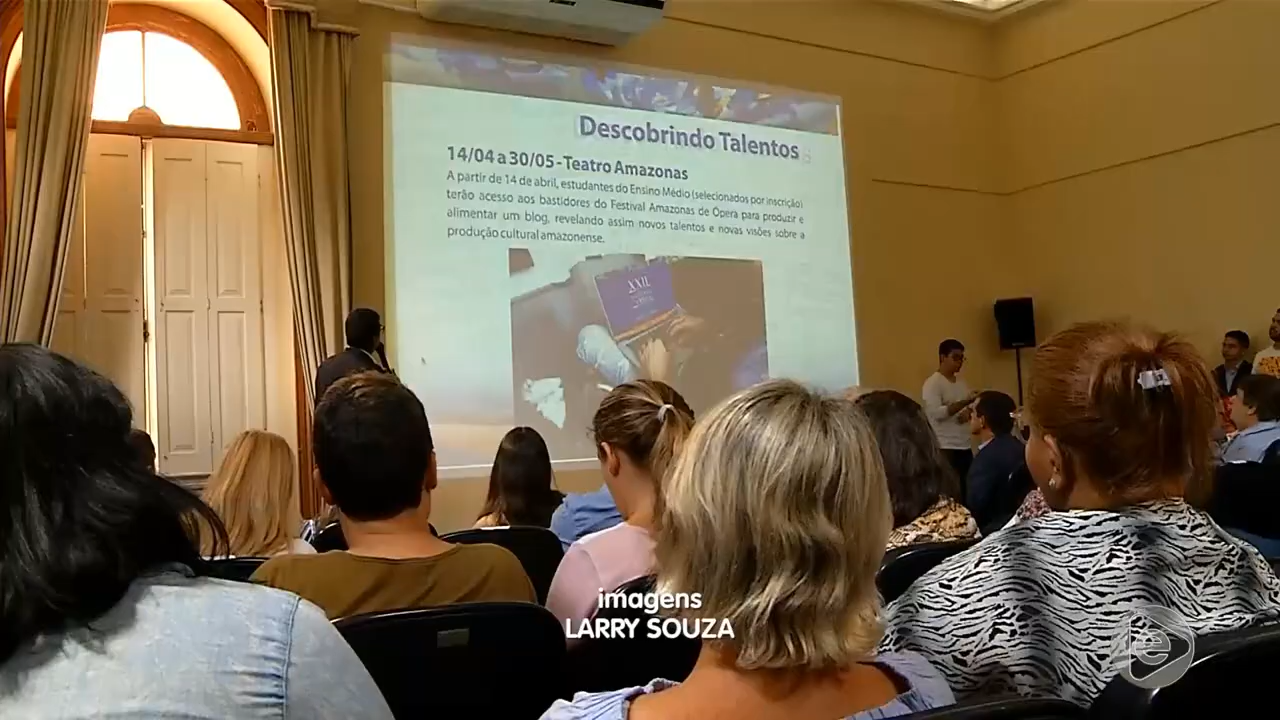 Descobrindo Talentos
14/04 a 30/05 - Teatro Amazonas
A partir de 14 de abril, estudantes do Ensino Médio (selecionados por inscrição)
terão acesso aos bastidores do Festival Amazonas de Ópera para produzir e
alimentar um blog, revelando assim novos talentos e novas visões sobre a
produção cultural amazonense.
XXII
imagens
LARRY SOUZA
e